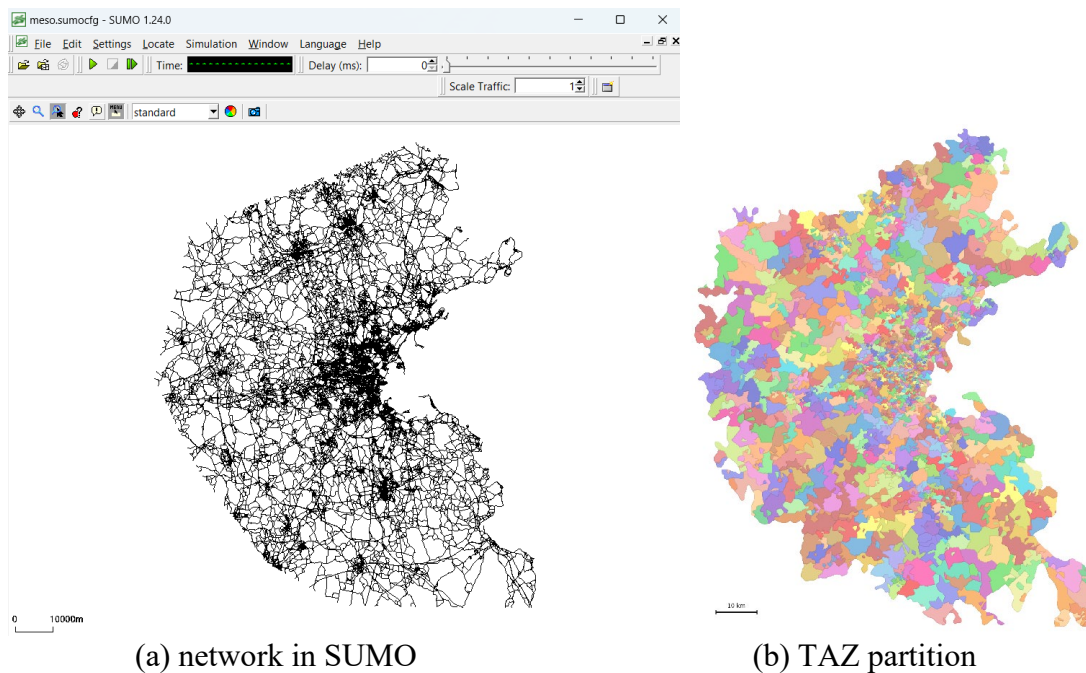 meso.sumocfg - SUMO 1.24.0
File Edit Settings Locate Simulation Window Language Help
Time: Delay (ms): 0
Scale Traffic: 1
MENU standard
0 10000m
10 km
(a) network in SUMO
(b) TAZ partition